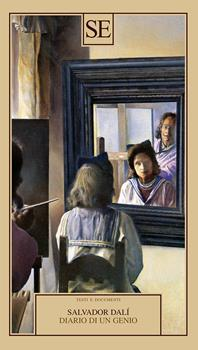 SE
TESTI E DOCUMENTI
SALVADOR DALÍ
DIARIO DI UN GENIO